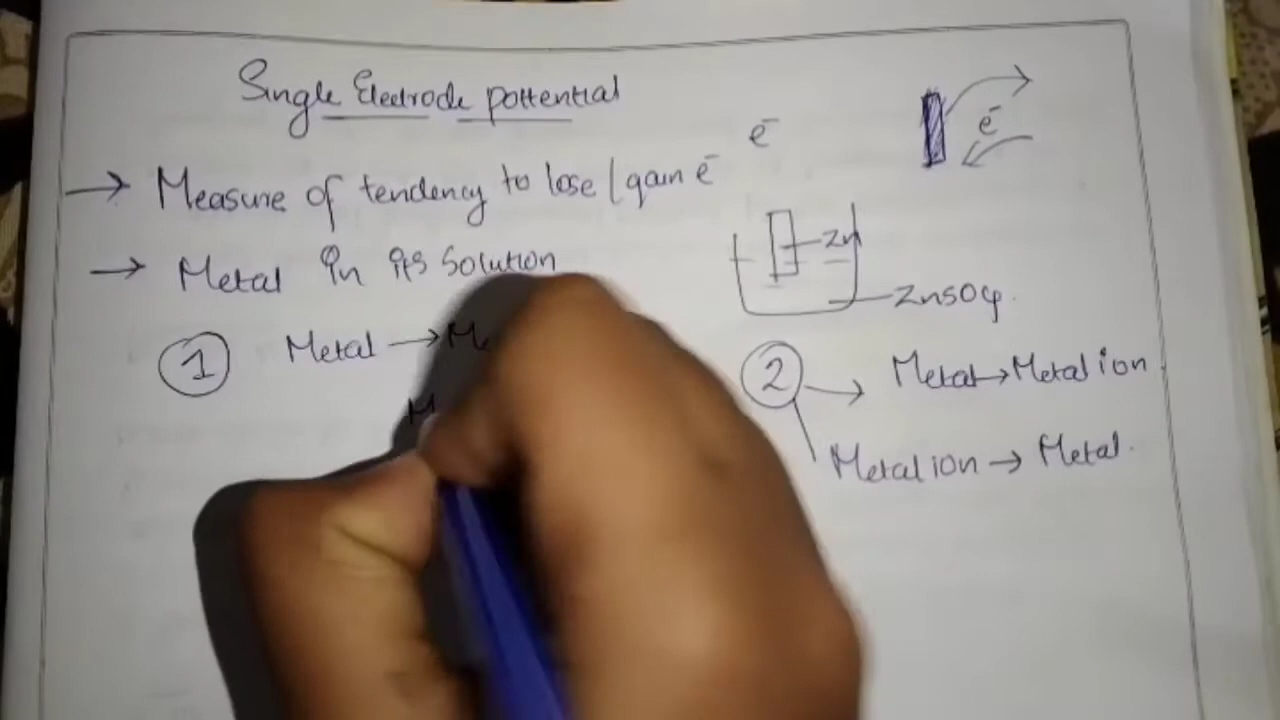 Single Electrode pottential
e⁻
e⁻
→ Measure of tendency to lose / gain e⁻
→ Metal in its solution
Zn
ZnSO4.
① Metal →
② → Metal → Metal ion
Metal ion → Metal.